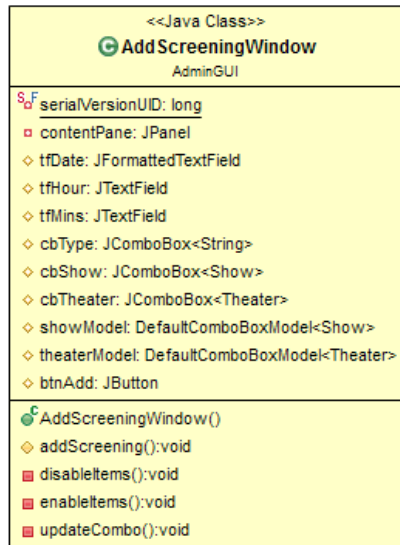 <<Java Class>>
C AddScreeningWindow
AdminGUI
S F serialVersionUID: long
contentPane: JPanel
tfDate: JFormattedTextField
tfHour: JTextField
tfMins: JTextField
cbType: JComboBox<String>
cbShow: JComboBox<Show>
cbTheater: JComboBox<Theater>
showModel: DefaultComboBoxModel<Show>
theaterModel: DefaultComboBoxModel<Theater>
btnAdd: JButton
C AddScreeningWindow()
addScreening():void
disableItems():void
enableItems():void
updateCombo():void